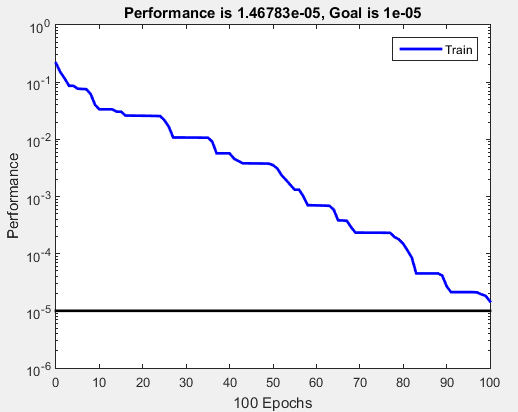 Performance is 1.46783e-05, Goal is 1e-05
Train
10^0
10^-1
10^-2
10^-3
10^-4
10^-5
10^-6
Performance
0 10 20 30 40 50 60 70 80 90 100
100 Epochs